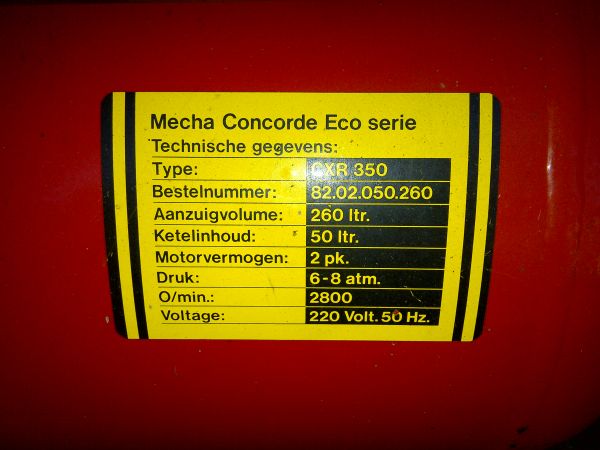 Mecha Concorde Eco serie
Technische gegevens:
Type: CXR 350
Bestelnummer: 82.02.050.260
Aanzuigvolume: 260 ltr.
Ketelinhoud: 50 ltr.
Motorvermogen: 2 pk.
Druk: 6-8 atm.
O/min.: 2800
Voltage: 220 Volt. 50 Hz.